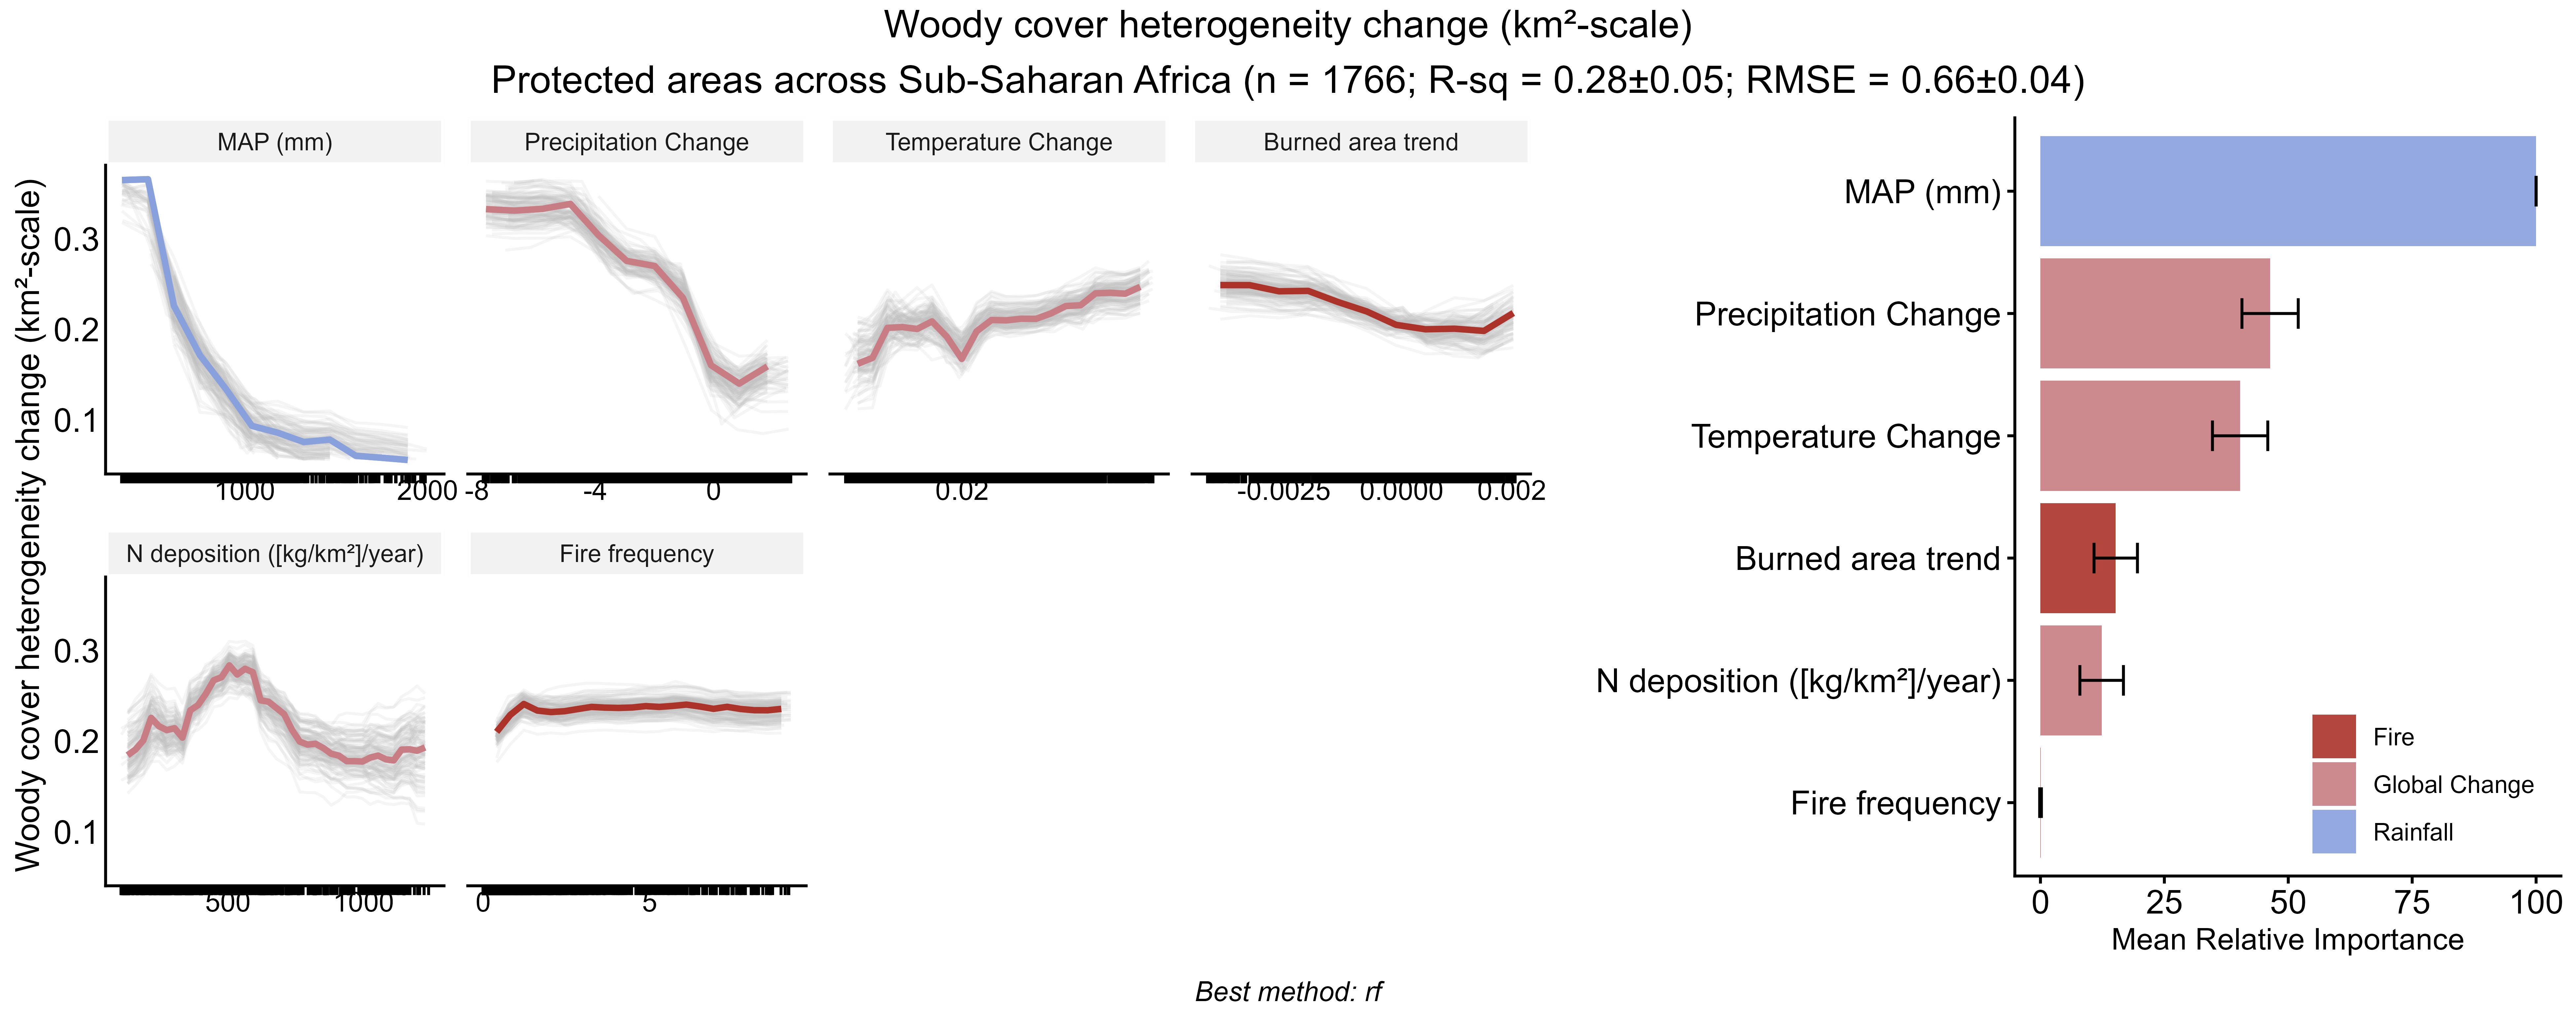 Woody cover heterogeneity change (km²-scale)
Protected areas across Sub-Saharan Africa (n = 1766; R-sq = 0.28±0.05; RMSE = 0.66±0.04)
Woody cover heterogeneity change (km²-scale)
MAP (mm)
Precipitation Change
Temperature Change
Burned area trend
0.3
0.2
0.1
1000
2000
-8
-4
0
0.02
-0.0025
0.0000
0.002
N deposition ([kg/km²]/year)
Fire frequency
0.3
0.2
0.1
500
1000
0
5
MAP (mm)
Precipitation Change
Temperature Change
Burned area trend
N deposition ([kg/km²]/year)
Fire frequency
Fire
Global Change
Rainfall
0
25
50
75
100
Mean Relative Importance
Best method: rf